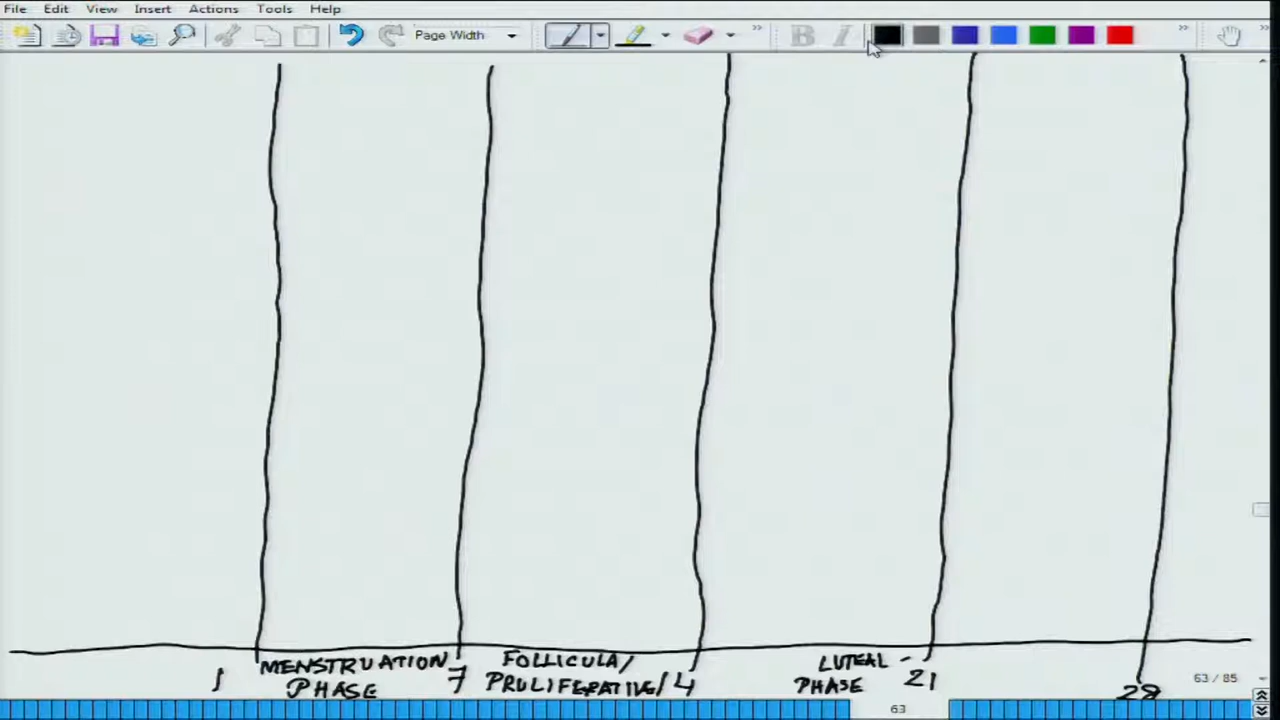 File Edit View Insert Actions Tools Help
Page Width
B I
MENSTRUATION FOLLICULA/ LUTEAL -
1 PHASE 7 PROLIFERATIVE 14 PHASE 21 28
63 / 85
63